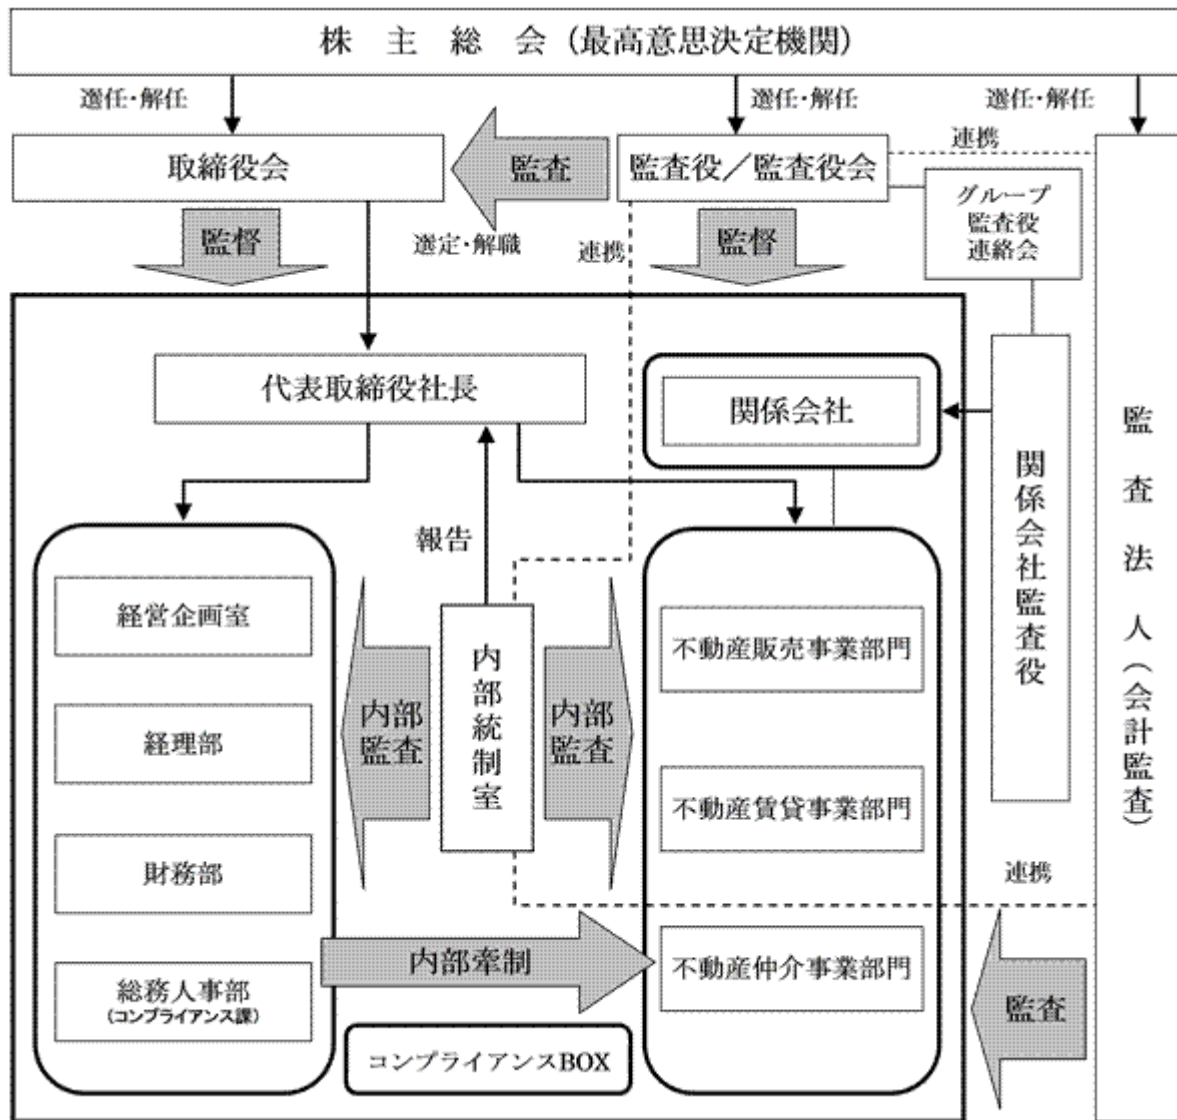 株主総会(最高意思決定機関)
選任・解任
選任・解任
選任・解任
取締役会
監査
監査役／監査役会
連携
グループ
監査役
連絡会
監督
選定・解職
連携
監督
代表取締役社長
関係会社
関係会社監査役
監査法人(会計監査)
報告
経営企画室
経理部
財務部
総務人事部
(コンプライアンス課)
内部
監査
内部統制室
内部
監査
不動産販売事業部門
不動産賃貸事業部門
不動産仲介事業部門
連携
内部牽制
監査
コンプライアンスBOX